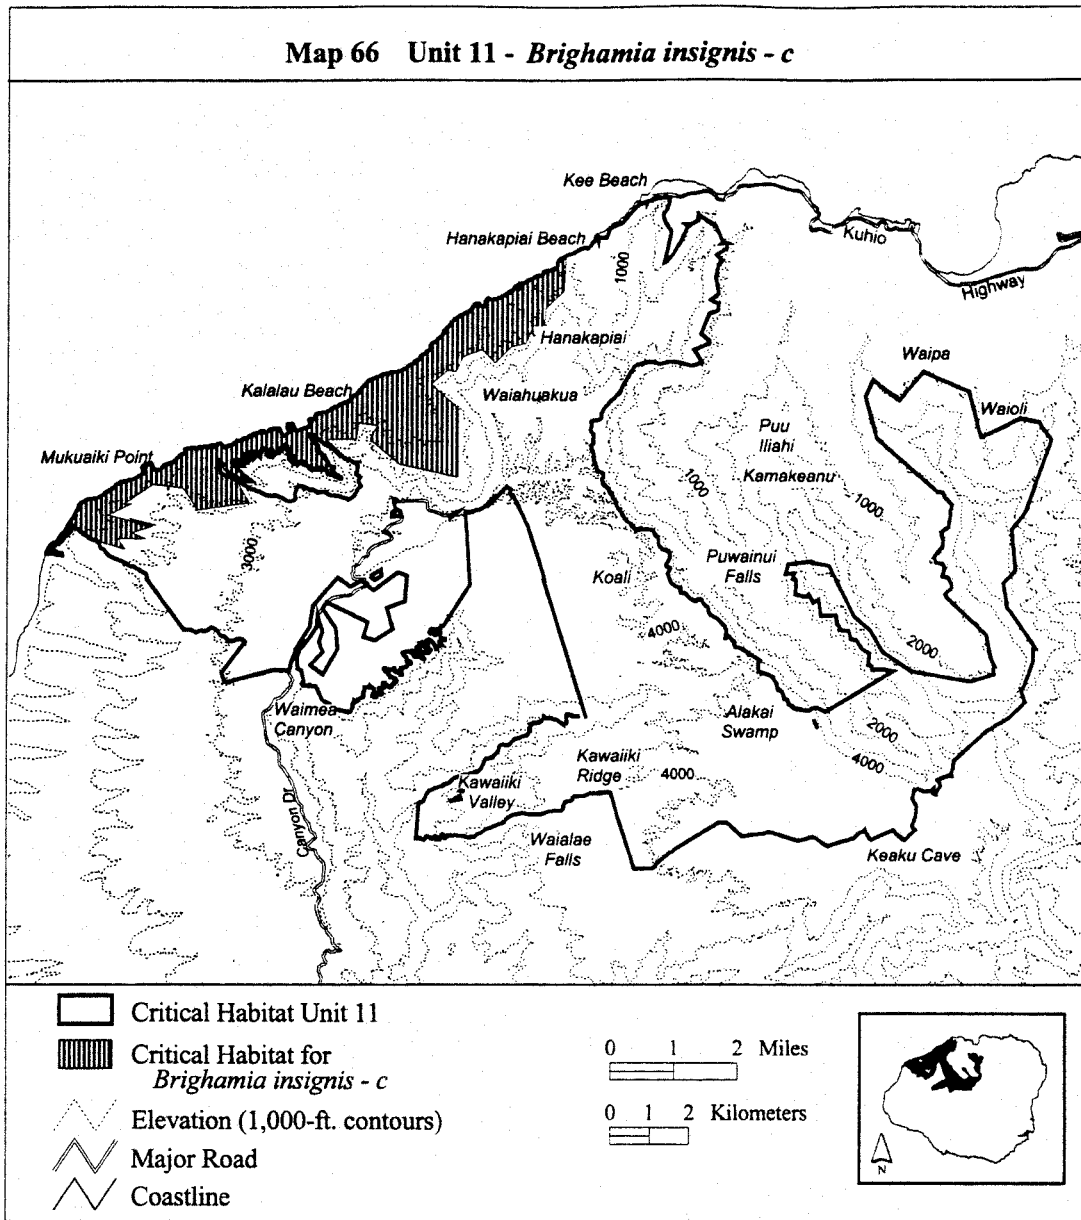 Map 66 Unit 11 - Brighamia insignis - c
Kee Beach
Hanakapiai Beach
Kuhio
Highway
1000
Hanakapiai
Waipa
Kalalau Beach
Waiahuakua
Waioli
Puu
Iliahi
Mukuaiki Point
Kamakeanu
1000
1000
3000
Puwainui
Falls
Koali
4000
2000
Waimea
Canyon
Alakai
Swamp
2000
4000
Kawaiiki
Ridge
4000
Kawaiiki
Valley
Canyon Dr
Waialae
Falls
Keaku Cave
Critical Habitat Unit 11
Critical Habitat for
Brighamia insignis - c
Elevation (1,000-ft. contours)
Major Road
Coastline
0 1 2 Miles
0 1 2 Kilometers
N